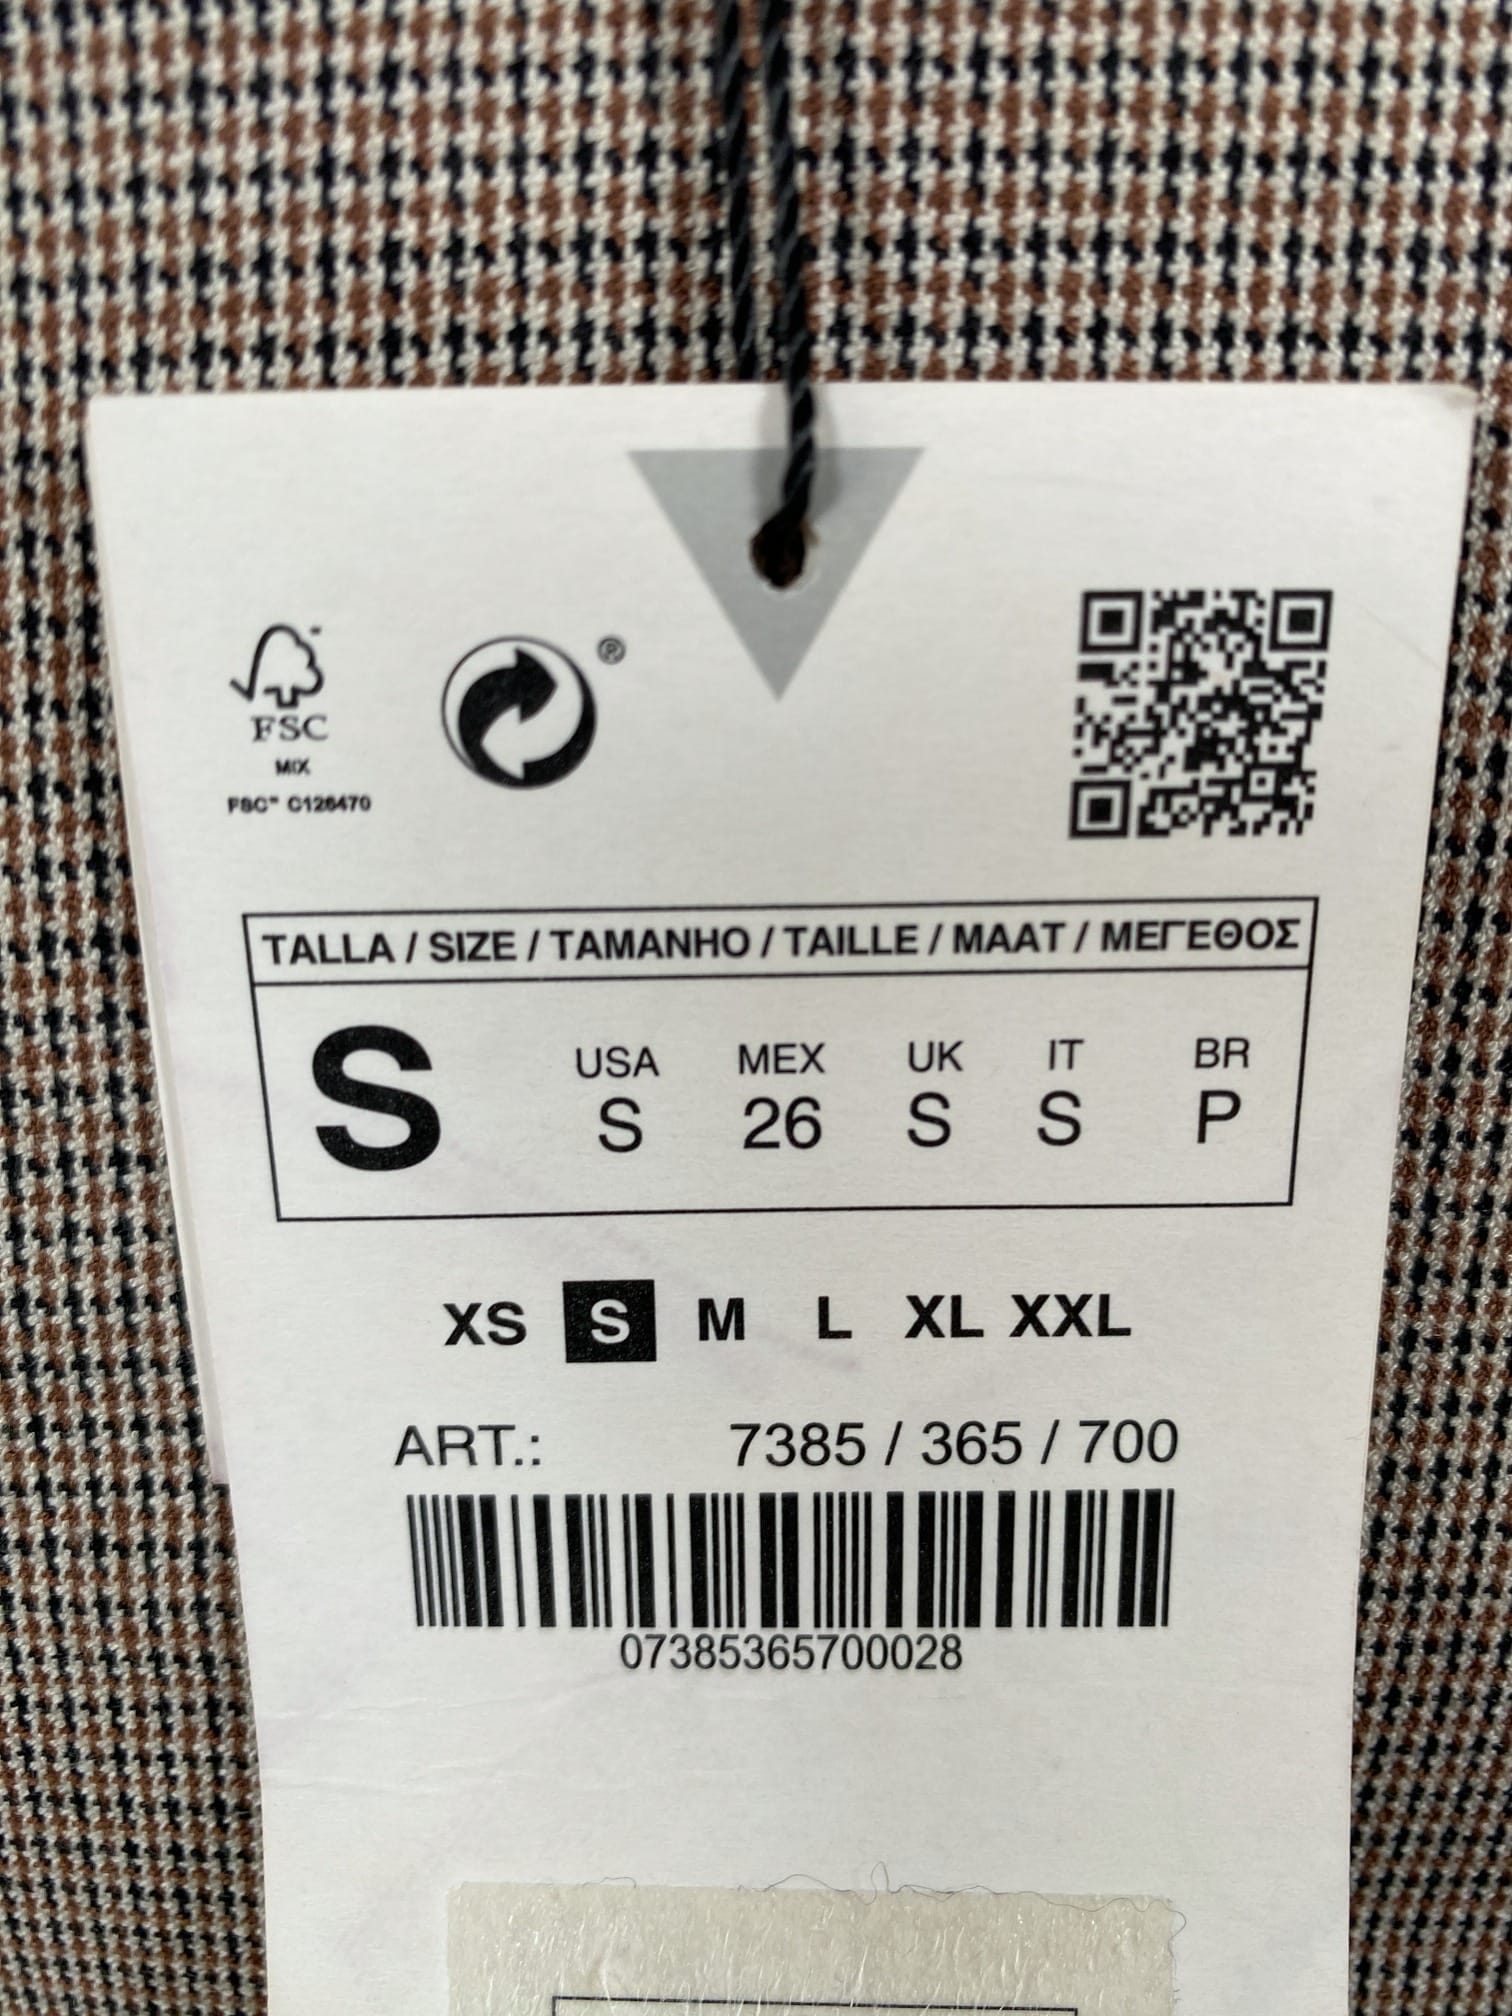 ®
FSC
MIX
FSC™ C126470
TALLA / SIZE / TAMANHO / TAILLE / MAAT / ΜΕΓΕΘΟΣ
S
USA MEX UK IT BR
S 26 S S P
XS S M L XL XXL
ART.: 7385 / 365 / 700
07385365700028